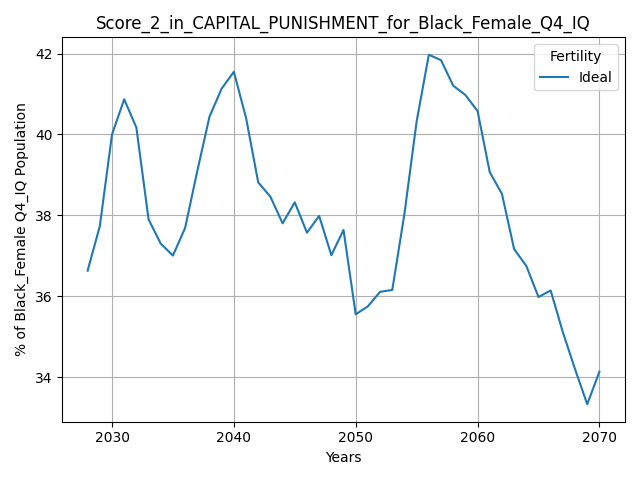 Score_2_in_CAPITAL_PUNISHMENT_for_Black_Female_Q4_IQ
Fertility
Ideal
% of Black_Female Q4_IQ Population
42
40
38
36
34
2030 2040 2050 2060 2070
Years